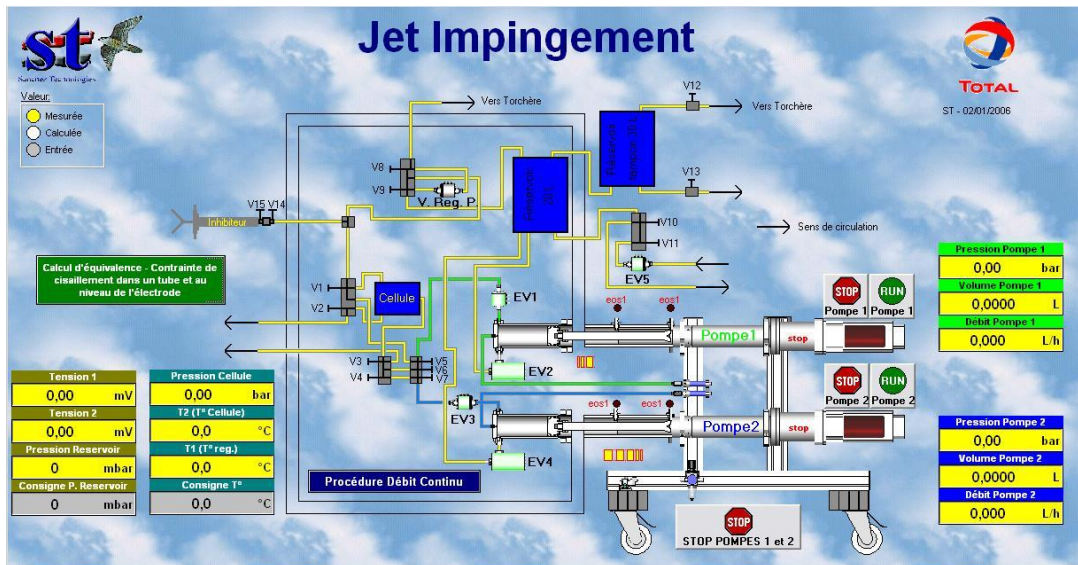 Jet Impingement
st
Sanchez Technologies
TOTAL
ST - 02/01/2006
Valeur:
Mesurée
Calculée
Entrée
Vers Torchère
V12
Vers Torchère
Réservoir
tampon 30 L
V8
V9
V. Reg. P.
Réservoir
20 L
V13
V15 V14
Inhibiteur
V10
V11
Sens de circulation
EV5
Calcul d'équivalence - Contrainte de
cisaillement dans un tube et au
niveau de l'électrode
V1
V2
Cellule
EV1
eos1
eos1
STOP
Pompe 1
RUN
Pompe 1
Pompe1
stop
V3
V4
V5
V6
V7
EV2
EV3
eos1
eos1
STOP
Pompe 2
RUN
Pompe 2
Pompe2
stop
EV4
Procédure Débit Continu
STOP
STOP POMPES 1 et 2
Tension 1
0,00 mV
Tension 2
0,00 mV
Pression Reservoir
0 mbar
Consigne P. Reservoir
0 mbar
Pression Cellule
0,00 bar
T2 (T° Cellule)
0,0 °C
T1 (T° reg.)
0,0 °C
Consigne T°
0,0 °C
Pression Pompe 1
0,00 bar
Volume Pompe 1
0,0000 L
Débit Pompe 1
0,000 L/h
Pression Pompe 2
0,00 bar
Volume Pompe 2
0,0000 L
Débit Pompe 2
0,000 L/h